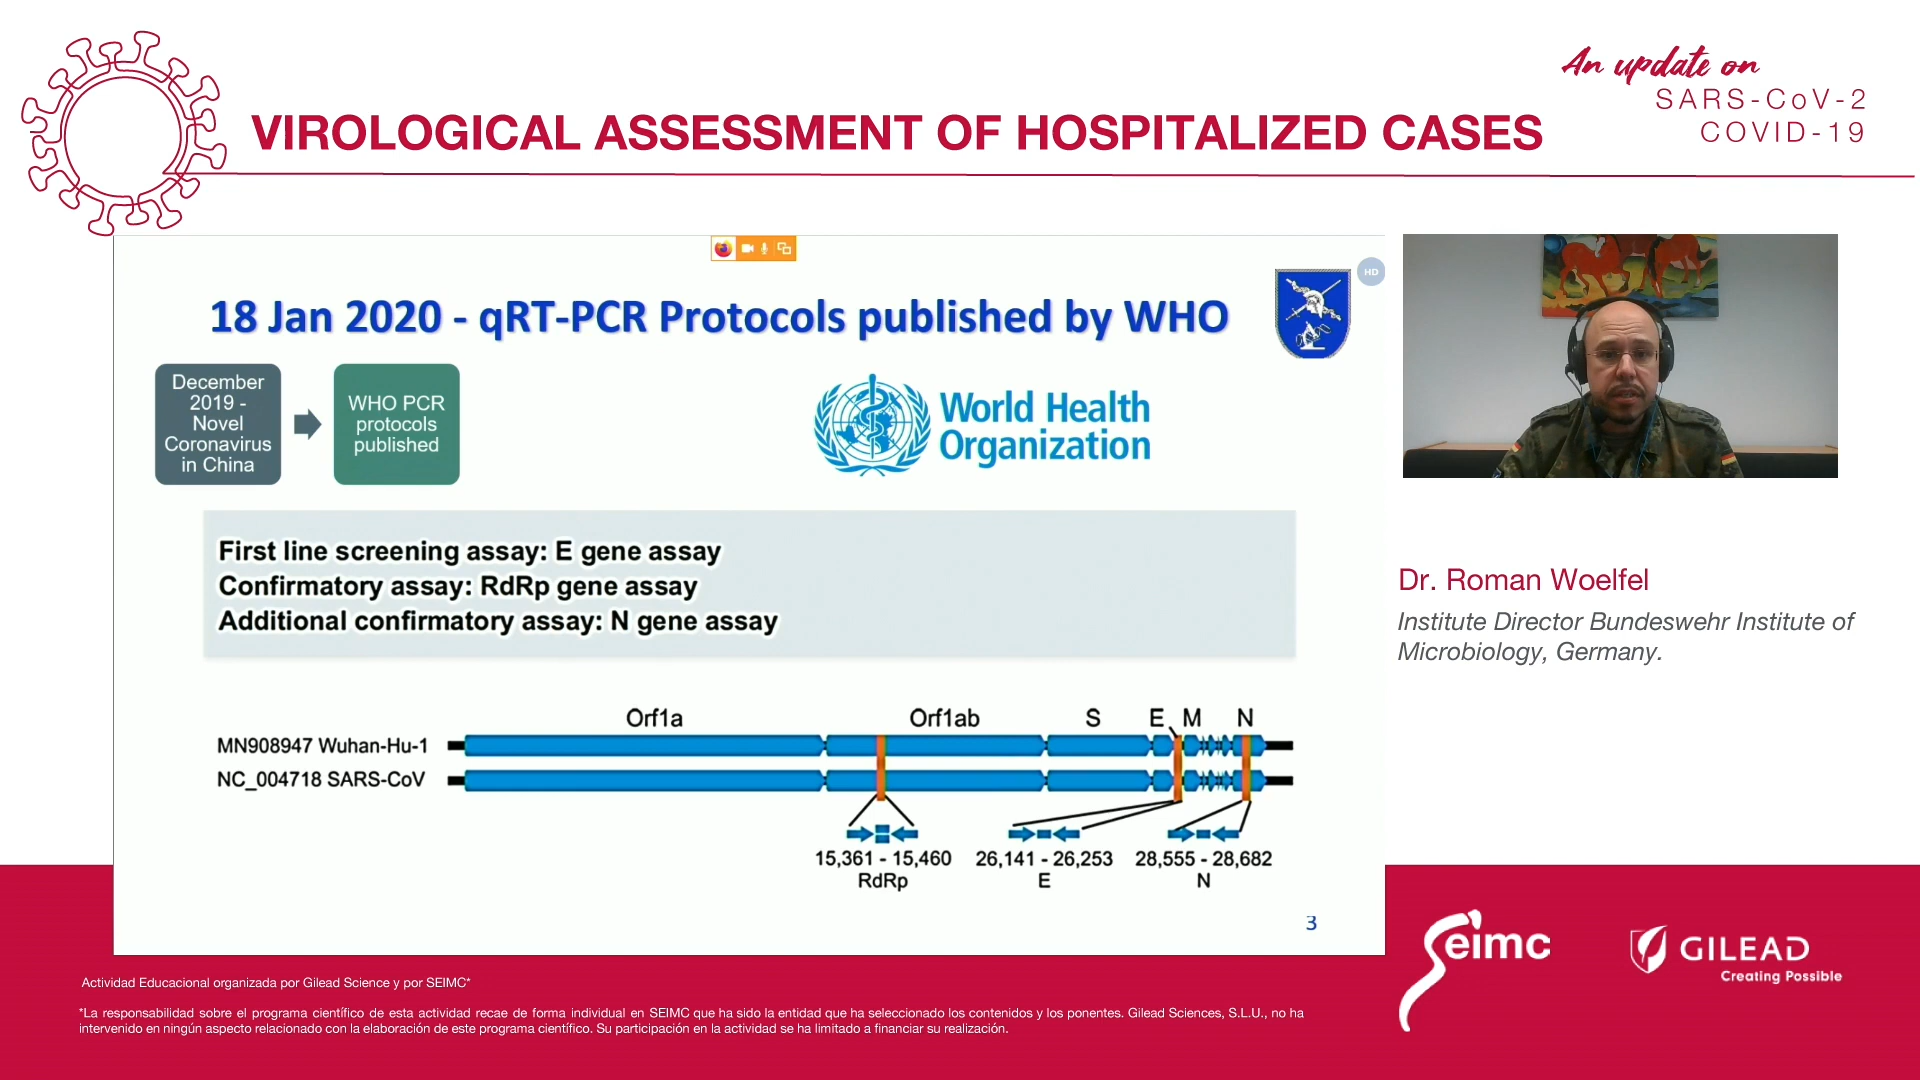 An update on
SARS-CoV-2
COVID-19
VIROLOGICAL ASSESSMENT OF HOSPITALIZED CASES
HD
18 Jan 2020 - qRT-PCR Protocols published by WHO
December
2019 -
Novel
Coronavirus
in China
WHO PCR
protocols
published
World Health
Organization
First line screening assay: E gene assay
Confirmatory assay: RdRp gene assay
Additional confirmatory assay: N gene assay
Orf1a Orf1ab S E M N
MN908947 Wuhan-Hu-1
NC_004718 SARS-CoV
15,361 - 15,460 26,141 - 26,253 28,555 - 28,682
RdRp E N
3
Dr. Roman Woelfel
Institute Director Bundeswehr Institute of
Microbiology, Germany.
Seimc
GILEAD
Creating Possible
Actividad Educacional organizada por Gilead Science y por SEIMC*
*La responsabilidad sobre el programa científico de esta actividad recae de forma individual en SEIMC que ha sido la entidad que ha seleccionado los contenidos y los ponentes. Gilead Sciences, S.L.U., no ha
intervenido en ningún aspecto relacionado con la elaboración de este programa científico. Su participación en la actividad se ha limitado a financiar su realización.